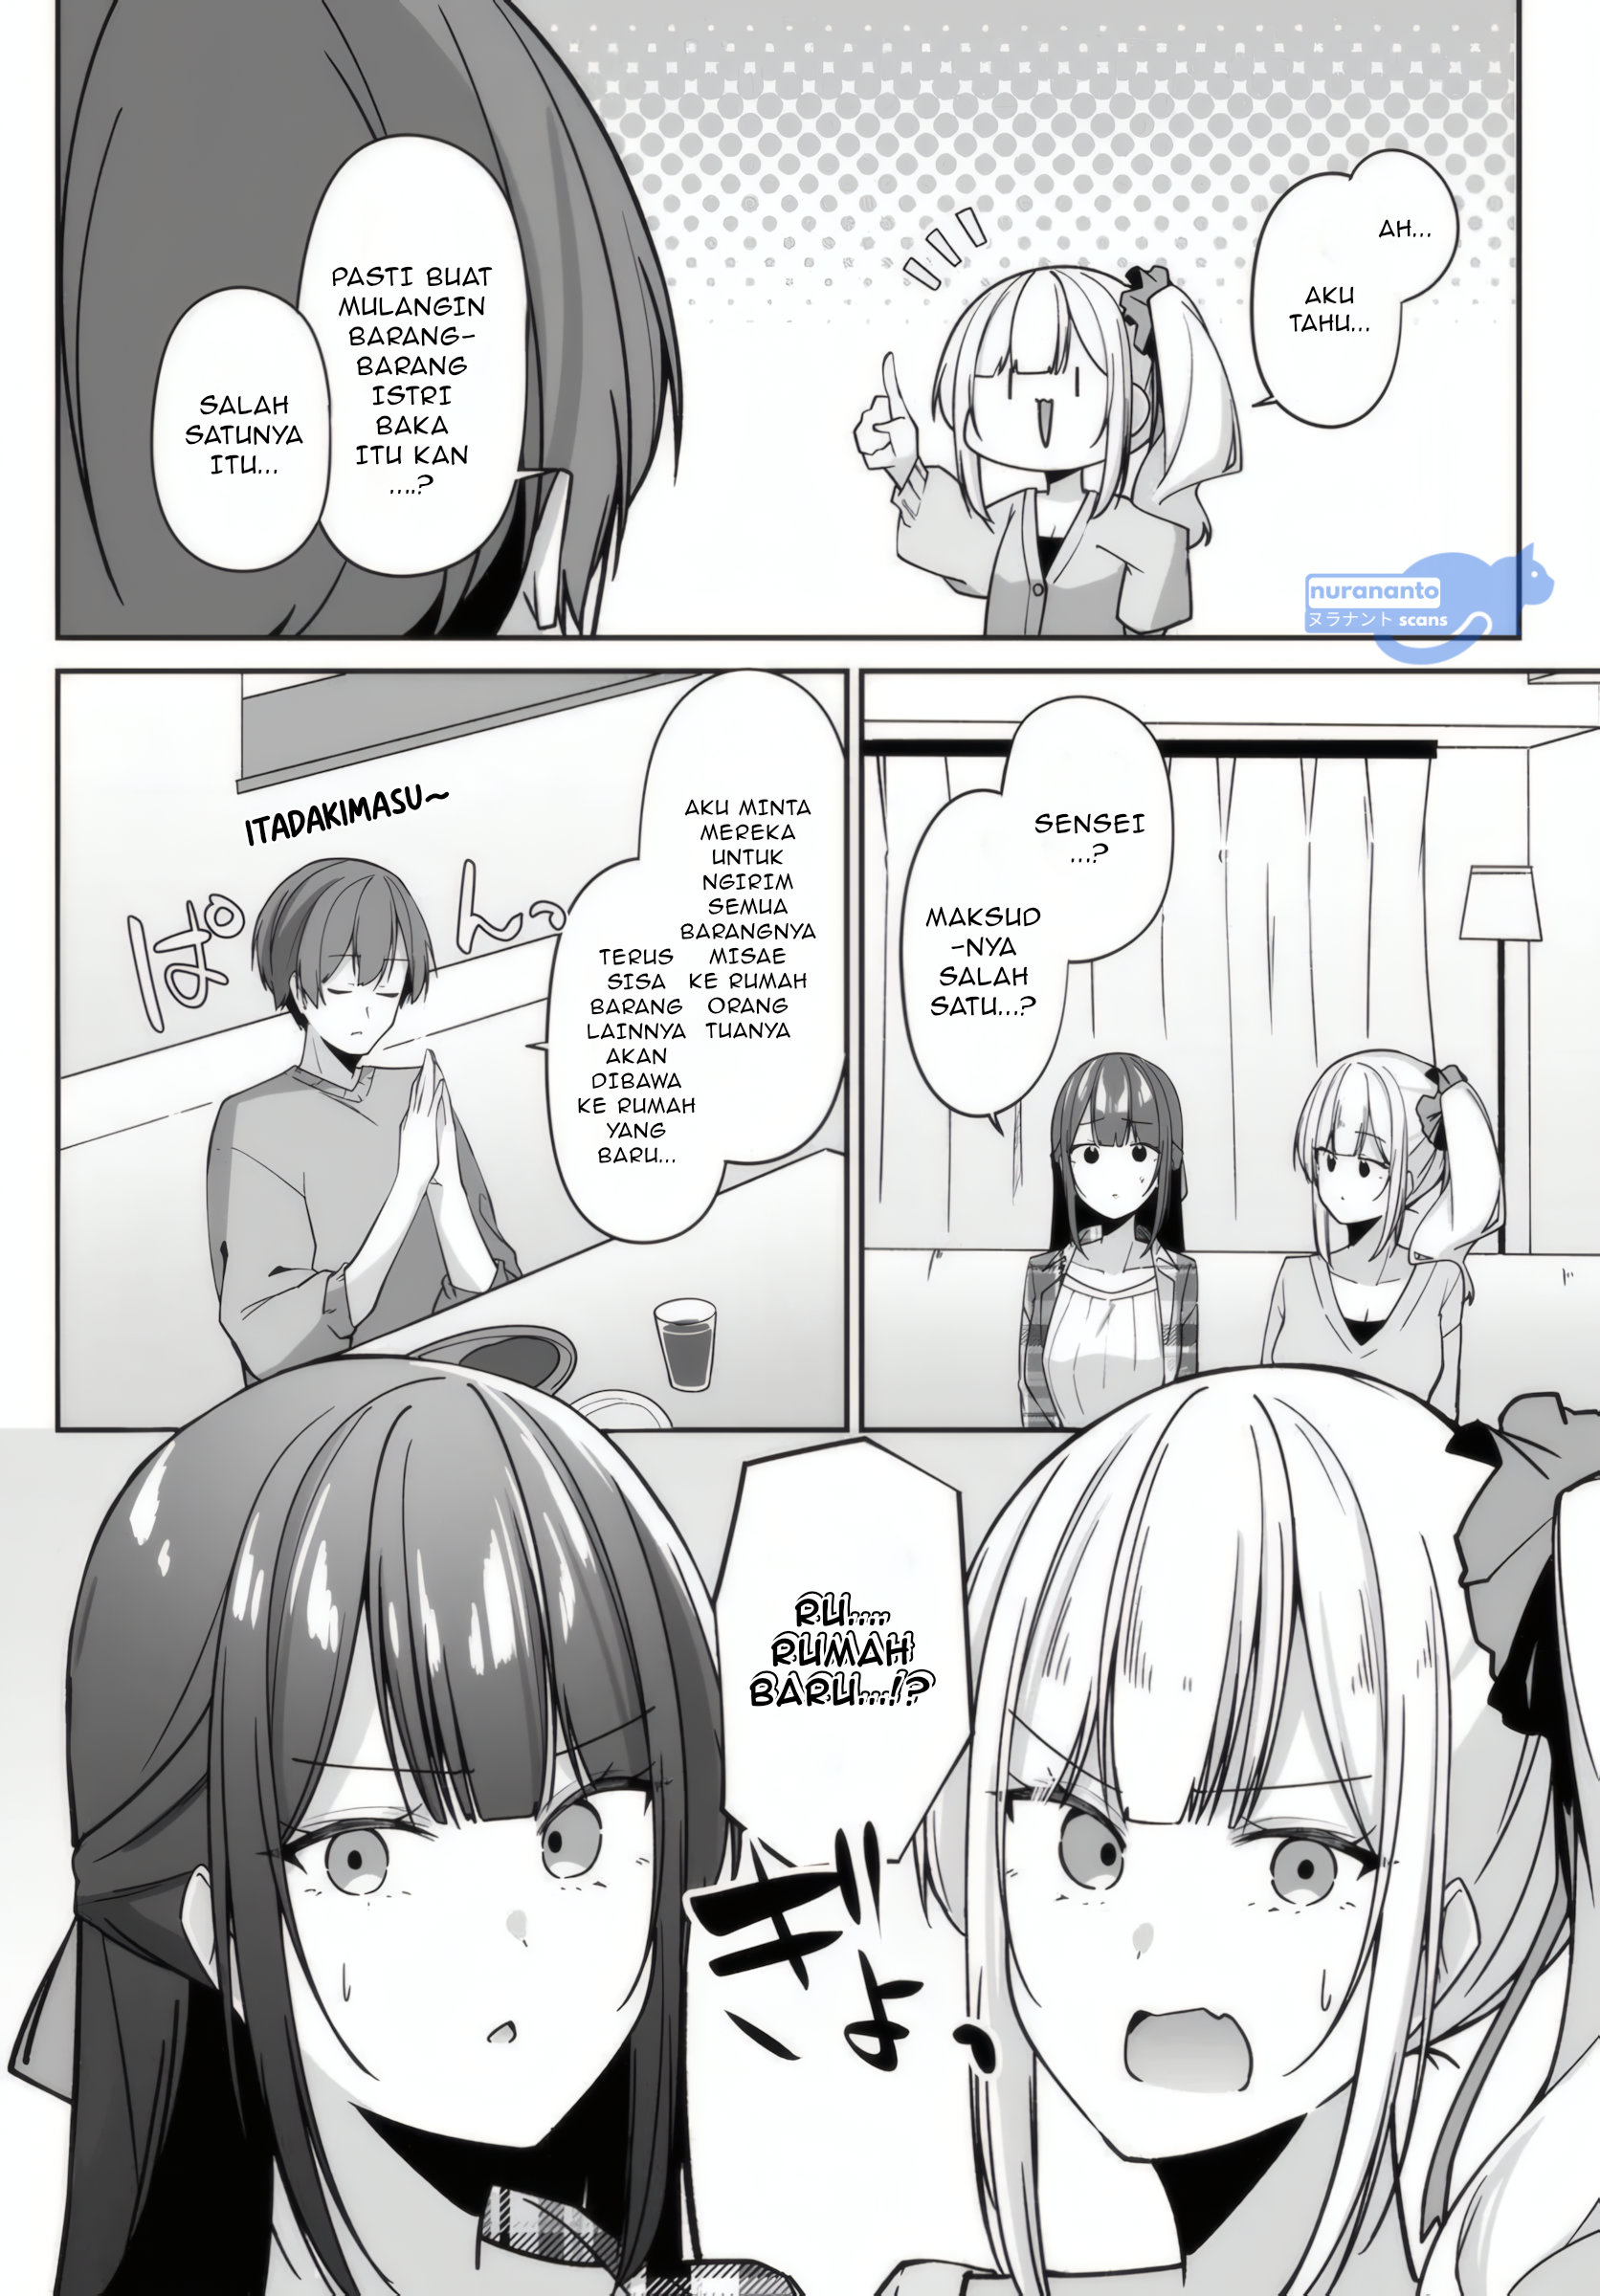 AH...
AKU
TAHU...
PASTI BUAT
MULANGIN
BARANG-
BARANG
ISTRI
BAKA
ITU KAN
....?
SALAH
SATUNYA
ITU...
nurananto
ヌラナント scans
SENSEI
...?
MAKSUD
-NYA
SALAH
SATU...?
AKU MINTA
MEREKA
UNTUK
NGIRIM
SEMUA
BARANGNYA
MISAE
KE RUMAH
ORANG
TUANYA
TERUS
SISA
BARANG
LAINNYA
AKAN
DIBAWA
KE RUMAH
YANG
BARU...
ITADAKIMASU~
ぱんっ
RU....
RUMAH
BARU...!?
ぎょっ